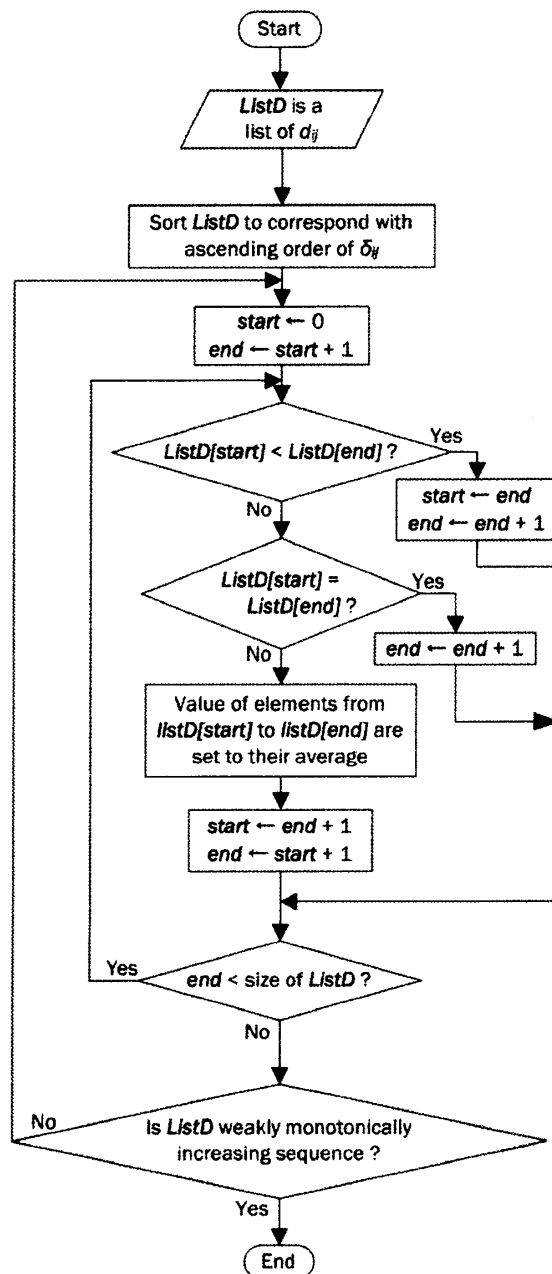 Start
ListD is a
list of dij
Sort ListD to correspond with
ascending order of δij
start ← 0
end ← start + 1
ListD[start] < ListD[end] ?
Yes
start ← end
end ← end + 1
No
ListD[start] =
ListD[end] ?
Yes
end ← end + 1
No
Value of elements from
listD[start] to listD[end] are
set to their average
start ← end + 1
end ← start + 1
Yes
end < size of ListD ?
No
No
Is ListD weakly monotonically
increasing sequence ?
Yes
End